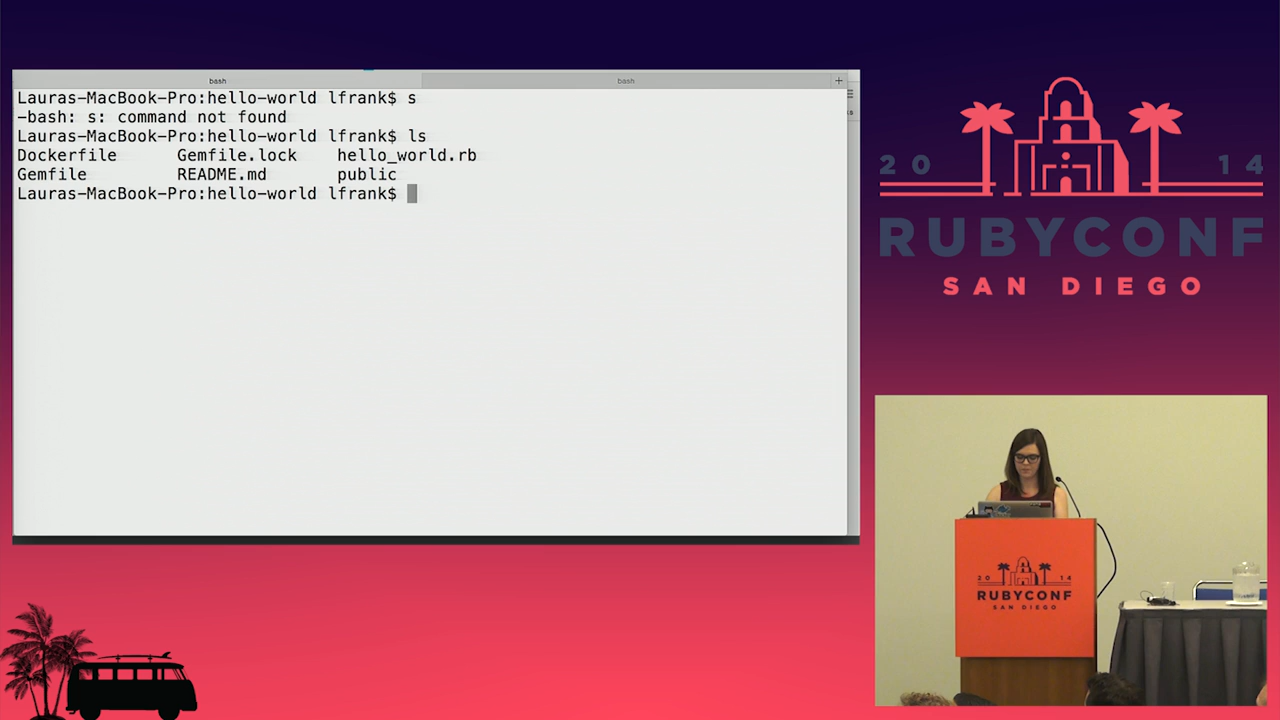 bash
bash
+
Lauras-MacBook-Pro:hello-world lfrank$ s
-bash: s: command not found
Lauras-MacBook-Pro:hello-world lfrank$ ls
Dockerfile Gemfile.lock hello_world.rb
Gemfile README.md public
Lauras-MacBook-Pro:hello-world lfrank$
20 14
RUBYCONF
SAN DIEGO
20 14
RUBYCONF
SAN DIEGO